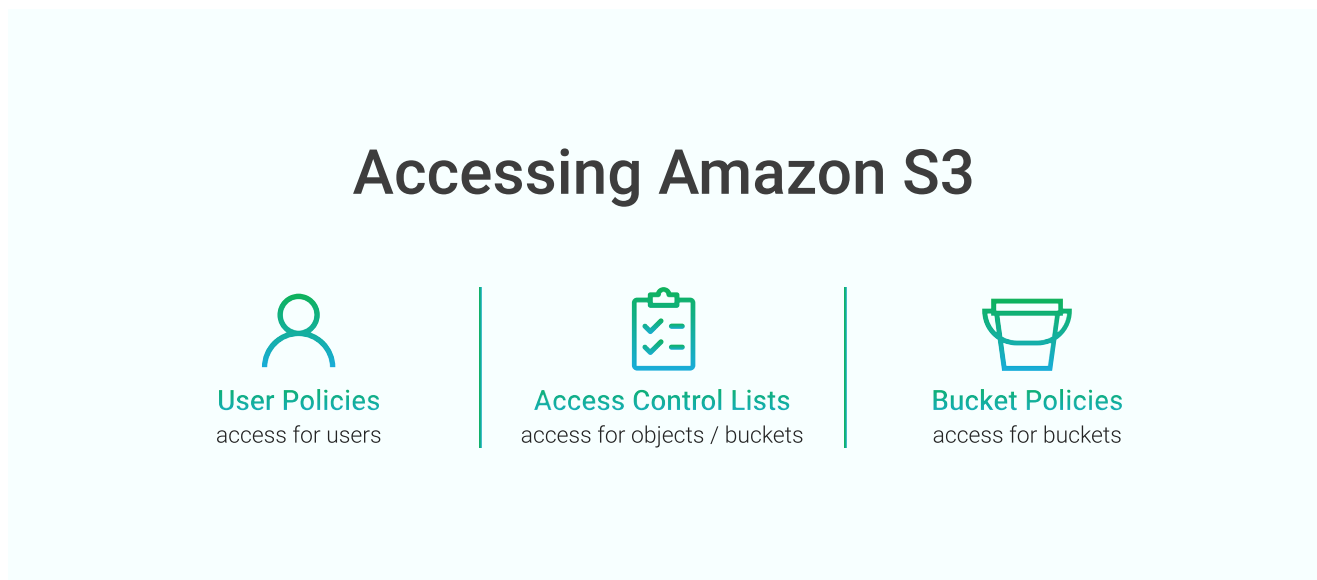 Accessing Amazon S3
User Policies
access for users
Access Control Lists
access for objects / buckets
Bucket Policies
access for buckets